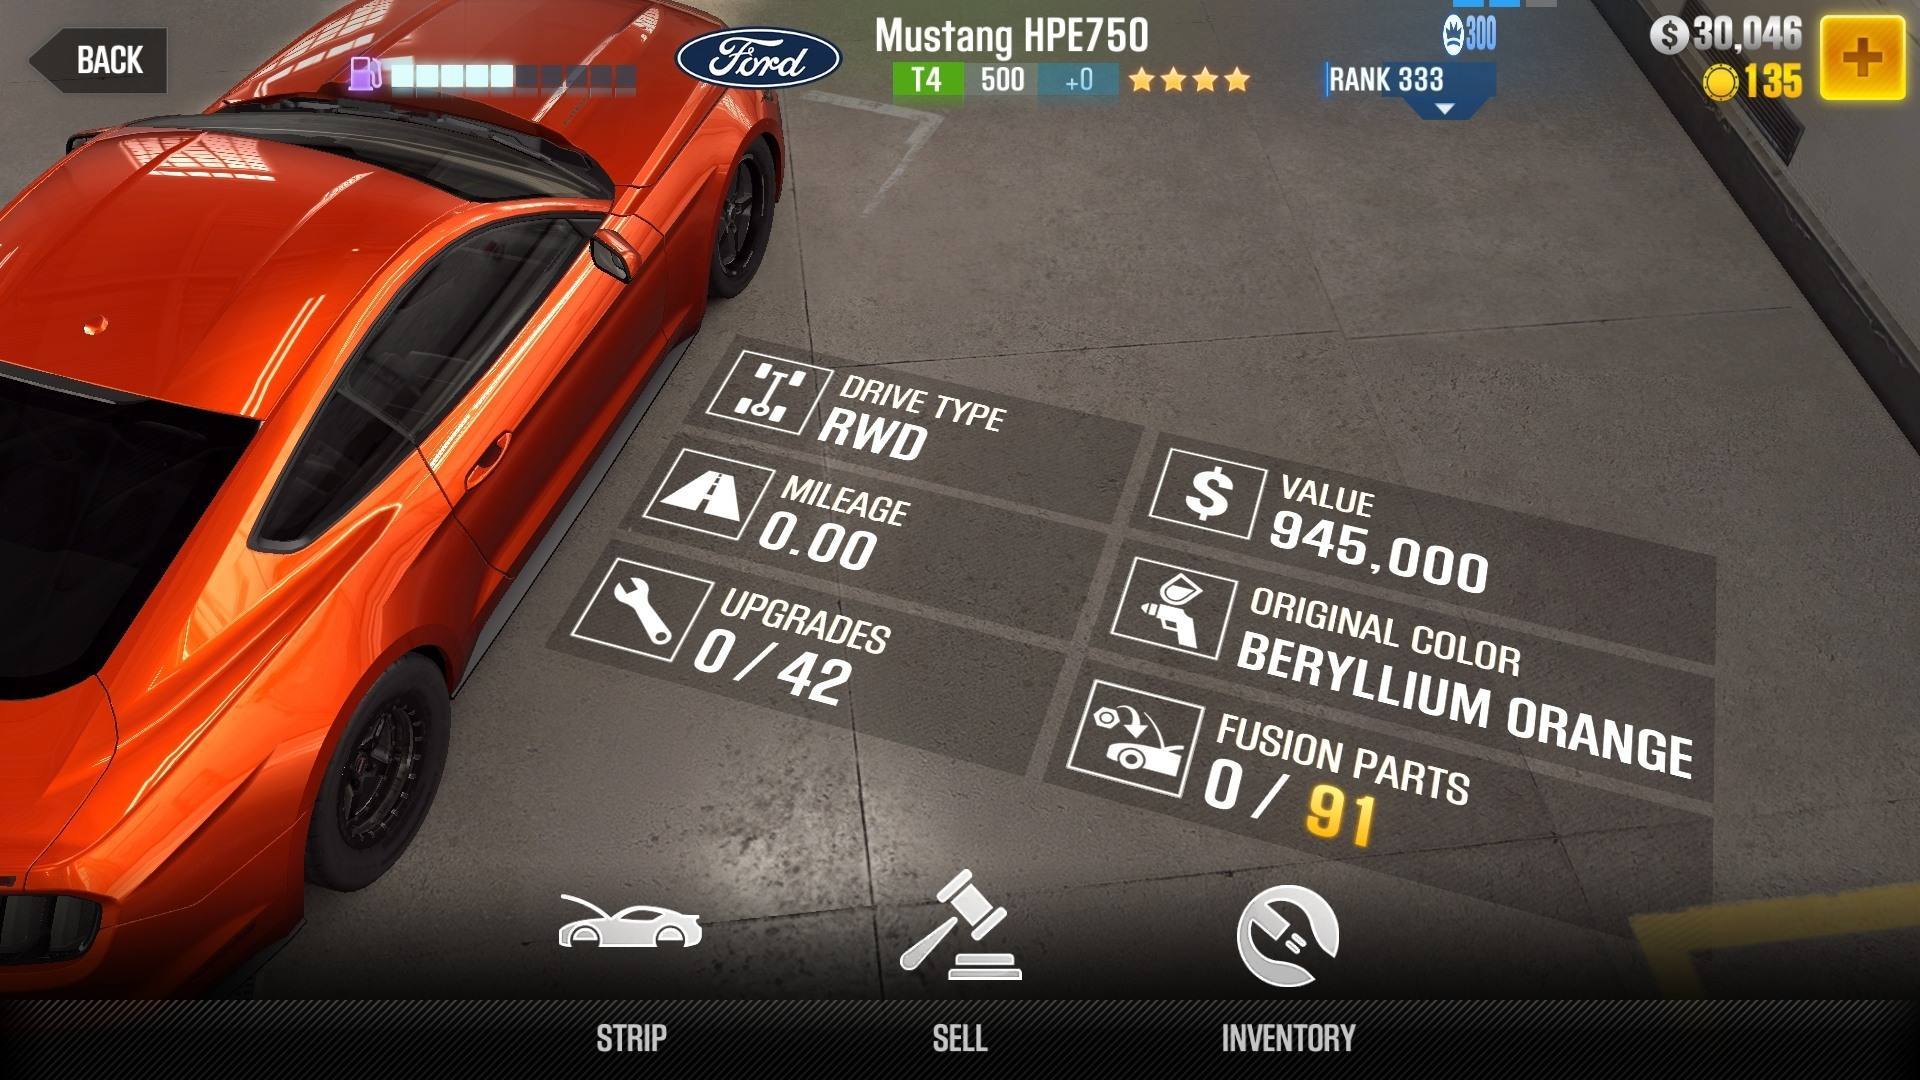 BACK
Ford
Mustang HPE750
T4 500 +0
300
RANK 333
30,046
135
DRIVE TYPE
RWD
MILEAGE
0.00
UPGRADES
0/42
VALUE
945,000
ORIGINAL COLOR
BERYLLIUM ORANGE
FUSION PARTS
0/ 91
STRIP
SELL
INVENTORY